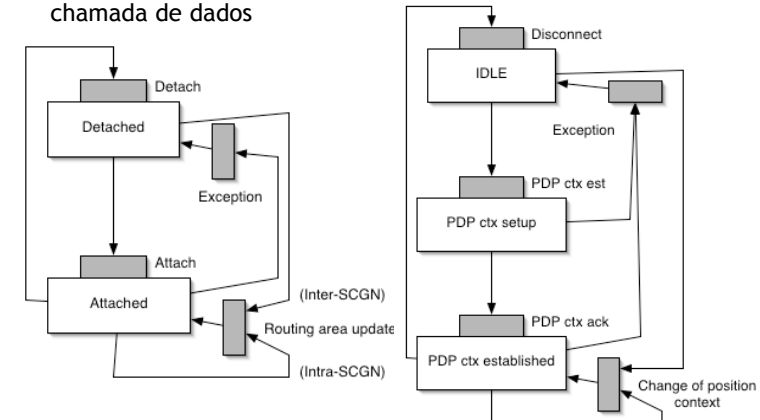 chamada de dados
Detach
Detached
Exception
Attach
Attached
(Inter-SCGN)
Routing area update
(Intra-SCGN)
Disconnect
IDLE
Exception
PDP ctx est
PDP ctx setup
PDP ctx ack
PDP ctx established
Change of position
context